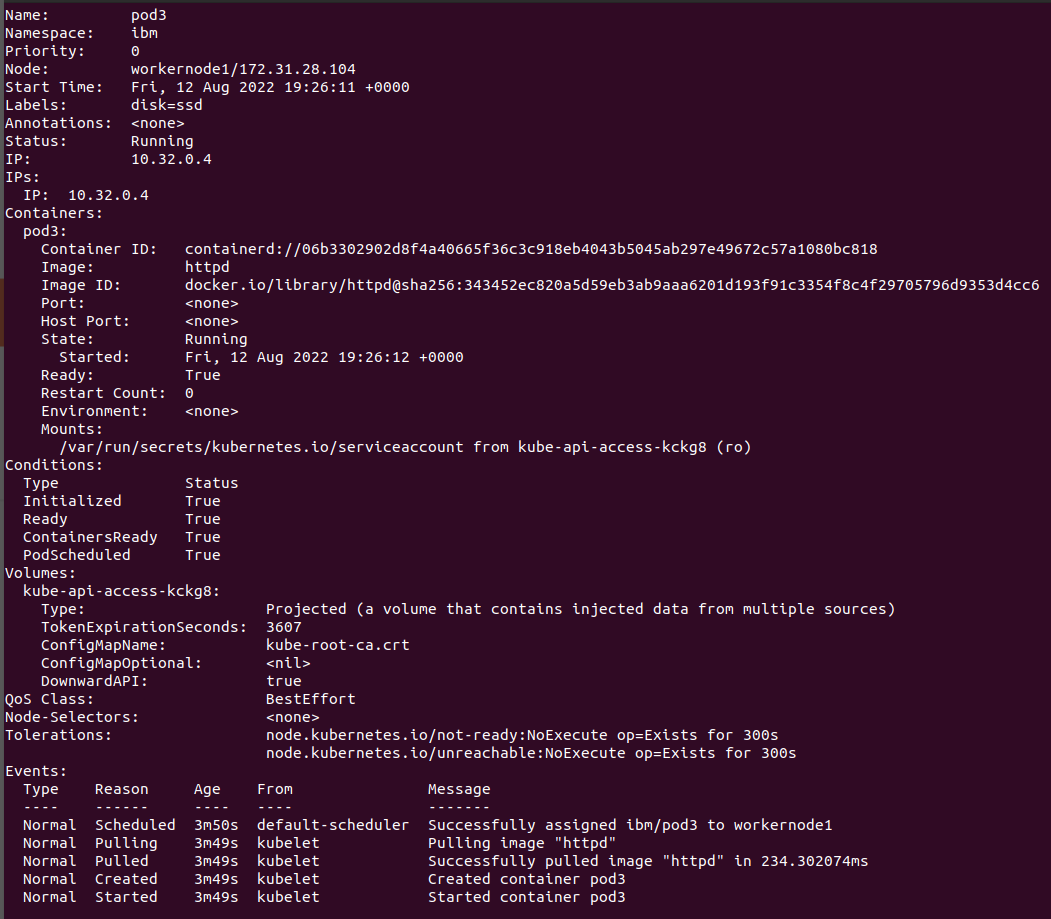 Name:         pod3
Namespace:    ibm
Priority:     0
Node:         workernode1/172.31.28.104
Start Time:   Fri, 12 Aug 2022 19:26:11 +0000
Labels:       disk=ssd
Annotations:  <none>
Status:       Running
IP:           10.32.0.4
IPs:
  IP:  10.32.0.4
Containers:
  pod3:
    Container ID:   containerd://06b3302902d8f4a40665f36c3c918eb4043b5045ab297e49672c57a1080bc818
    Image:          httpd
    Image ID:       docker.io/library/httpd@sha256:343452ec820a5d59eb3ab9aaa6201d193f91c3354f8c4f29705796d9353d4cc6
    Port:           <none>
    Host Port:      <none>
    State:          Running
      Started:      Fri, 12 Aug 2022 19:26:12 +0000
    Ready:          True
    Restart Count:  0
    Environment:    <none>
    Mounts:
      /var/run/secrets/kubernetes.io/serviceaccount from kube-api-access-kckg8 (ro)
Conditions:
  Type              Status
  Initialized       True
  Ready             True
  ContainersReady   True
  PodScheduled      True
Volumes:
  kube-api-access-kckg8:
    Type:                    Projected (a volume that contains injected data from multiple sources)
    TokenExpirationSeconds:  3607
    ConfigMapName:           kube-root-ca.crt
    ConfigMapOptional:       <nil>
    DownwardAPI:             true
QoS Class:                   BestEffort
Node-Selectors:              <none>
Tolerations:                 node.kubernetes.io/not-ready:NoExecute op=Exists for 300s
                             node.kubernetes.io/unreachable:NoExecute op=Exists for 300s
Events:
  Type    Reason     Age    From               Message
  ----    ------     ----   ----               -------
  Normal  Scheduled  3m50s  default-scheduler  Successfully assigned ibm/pod3 to workernode1
  Normal  Pulling    3m49s  kubelet            Pulling image "httpd"
  Normal  Pulled     3m49s  kubelet            Successfully pulled image "httpd" in 234.302074ms
  Normal  Created    3m49s  kubelet            Created container pod3
  Normal  Started    3m49s  kubelet            Started container pod3